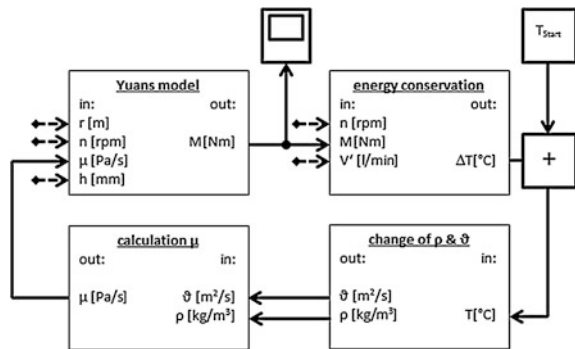 T_Start
Yuans model
in: out:
r [m]
n [rpm]
μ [Pa/s]
h [mm]
M[Nm]
energy conservation
in: out:
n [rpm]
M[Nm]
V' [l/min]
ΔT[°C]
+
calculation μ
out: in:
μ [Pa/s]
ϑ [m²/s]
ρ [kg/m³]
change of ρ & ϑ
out: in:
ϑ [m²/s]
ρ [kg/m³]
T[°C]